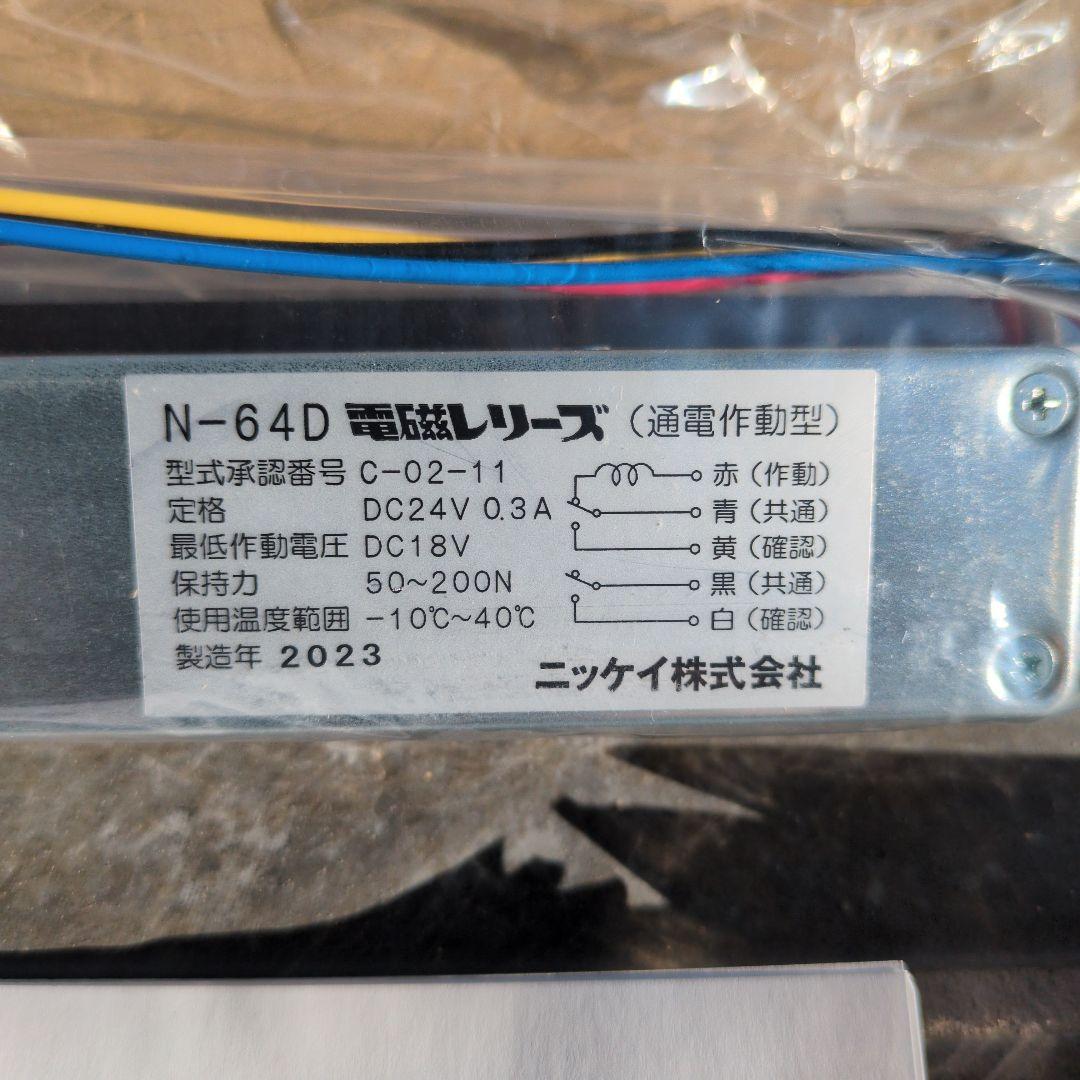 N-64D 電磁レリーズ (通電作動型)
型式承認番号 C-02-11
定格 DC24V 0.3A
最低作動電圧 DC18V
保持力 50~200N
使用温度範囲 -10℃~40℃
製造年 2023
赤 (作動)
青 (共通)
黄 (確認)
黒 (共通)
白 (確認)
ニッケイ株式会社